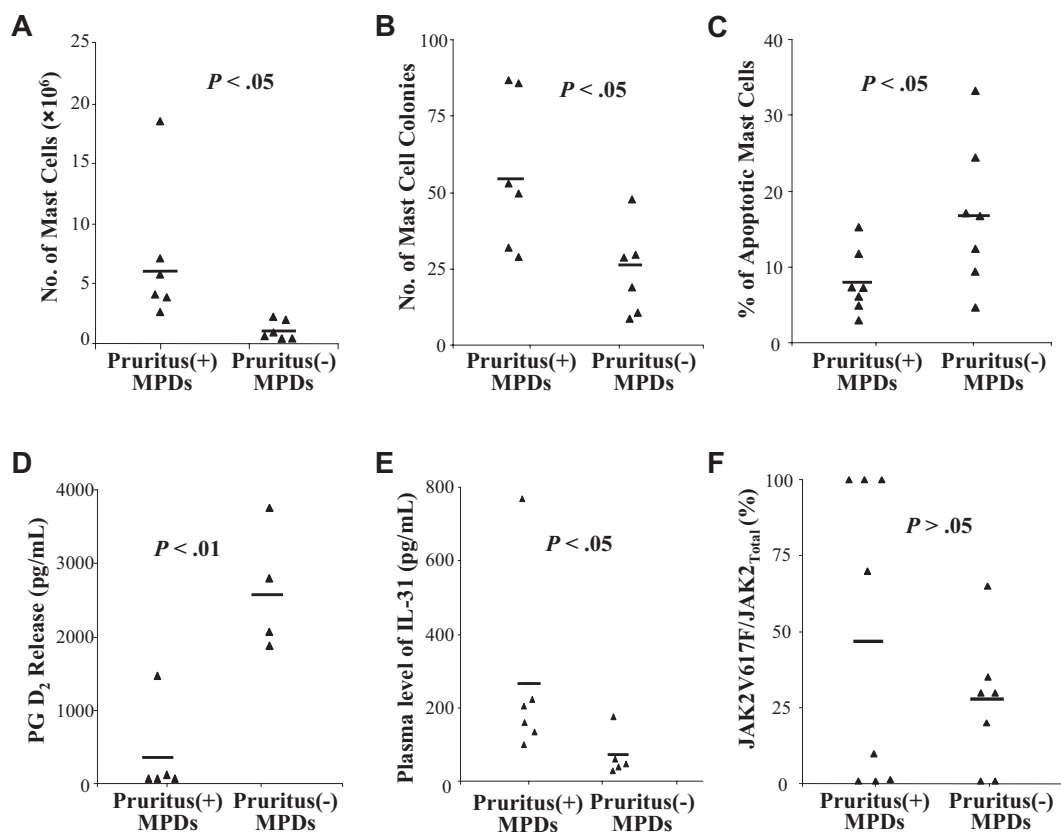 A
No. of Mast Cells (×10⁶)
25
20
15
10
5
0
P < .05
Pruritus(+) Pruritus(-)
MPDs MPDs
B
No. of Mast Cell Colonies
100
75
50
25
0
P < .05
Pruritus(+) Pruritus(-)
MPDs MPDs
C
% of Apoptotic Mast Cells
40
30
20
10
0
P < .05
Pruritus(+) Pruritus(-)
MPDs MPDs
D
PG D₂ Release (pg/mL)
4000
3000
2000
1000
0
P < .01
Pruritus(+) Pruritus(-)
MPDs MPDs
E
Plasma level of IL-31 (pg/mL)
800
600
400
200
0
P < .05
Pruritus(+) Pruritus(-)
MPDs MPDs
F
JAK2V617F/JAK2Total (%)
100
75
50
25
0
P > .05
Pruritus(+) Pruritus(-)
MPDs MPDs